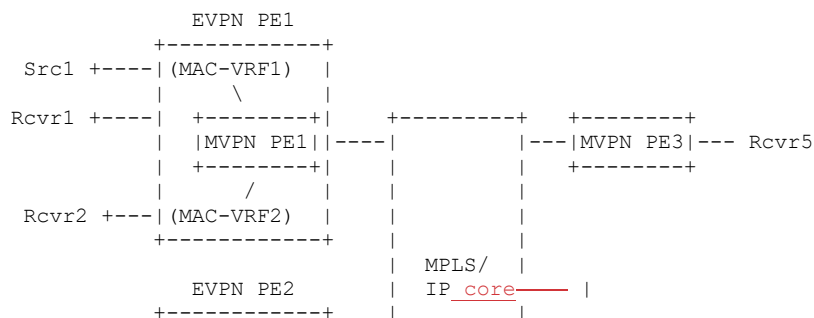 EVPN PE1
              +------------+
  Src1 +----|(MAC-VRF1)   |
              |      \      |
Rcvr1 +----|   +--------+|     +---------+    +--------+
              |  |MVPN PE1||----|         |---|MVPN PE3|--- Rcvr5
              |   +--------+|     |         |    +--------+
              |       /     |     |         |
  Rcvr2 +---|(MAC-VRF2)   |     |         |
              +------------+     |         |
                                  |  MPLS/  |
                 EVPN PE2        |  IP core      |
              +------------+     |         |